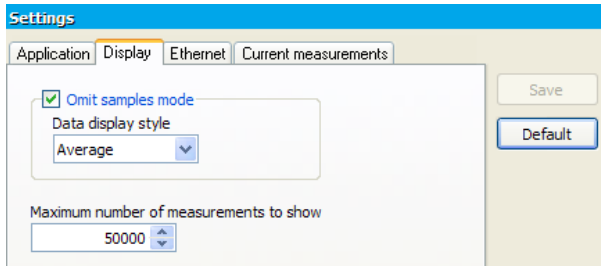 Settings
Application Display Ethernet Current measurements
Omit samples mode
Save
Data display style
Default
Average
Maximum number of measurements to show
50000